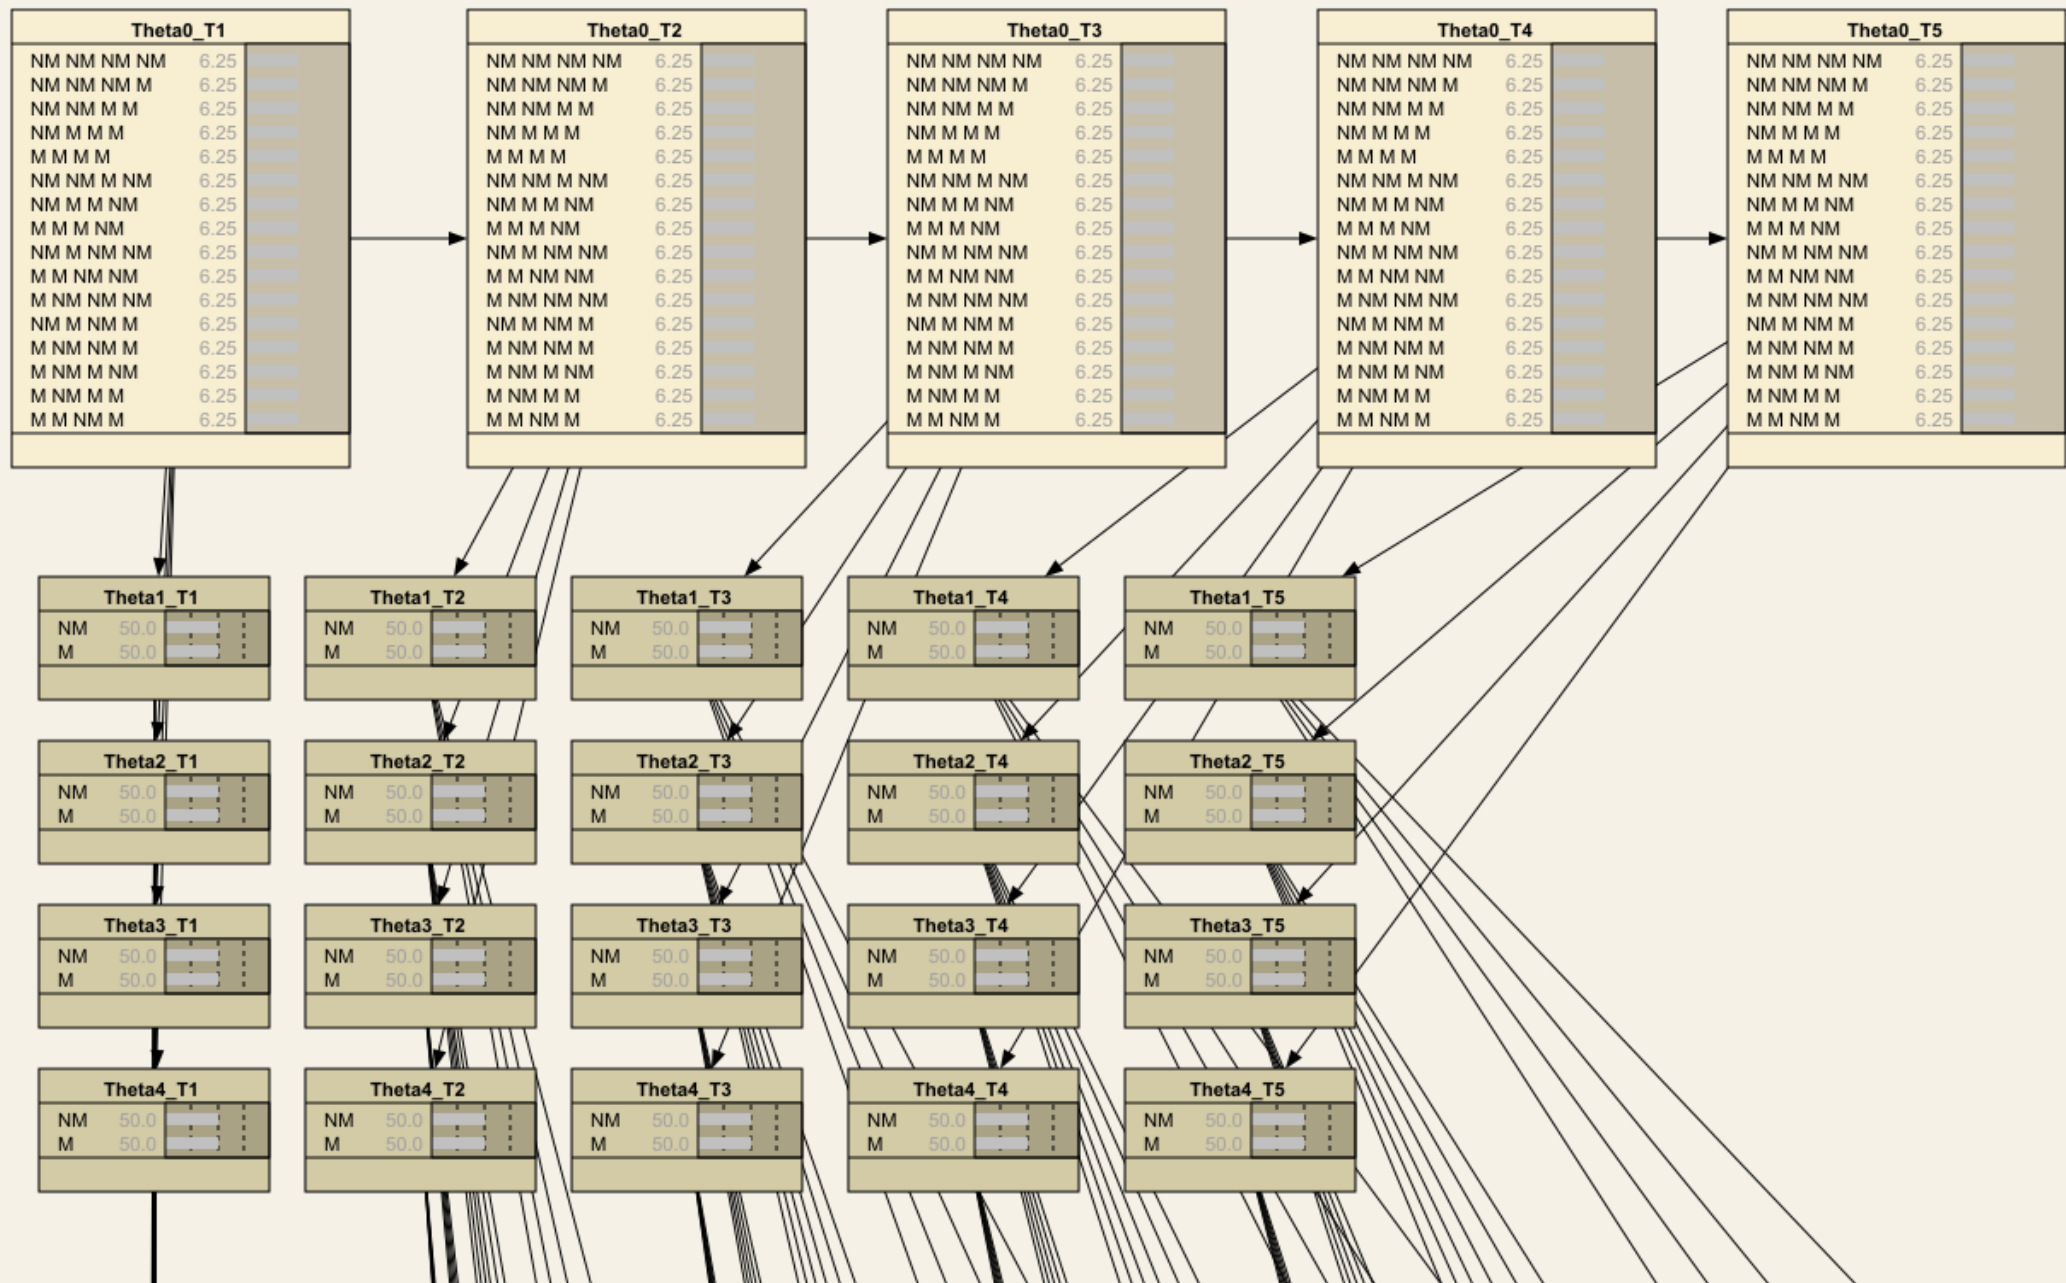 Theta0_T1
NM NM NM NM 6.25
NM NM NM M 6.25
NM NM M M 6.25
NM M M M 6.25
M M M M 6.25
NM NM M NM 6.25
NM M M NM 6.25
M M M NM 6.25
NM M NM NM 6.25
M M NM NM 6.25
M NM NM NM 6.25
NM M NM M 6.25
M NM NM M 6.25
M NM M NM 6.25
M NM M M 6.25
M M NM M 6.25
Theta0_T2
NM NM NM NM 6.25
NM NM NM M 6.25
NM NM M M 6.25
NM M M M 6.25
M M M M 6.25
NM NM M NM 6.25
NM M M NM 6.25
M M M NM 6.25
NM M NM NM 6.25
M M NM NM 6.25
M NM NM NM 6.25
NM M NM M 6.25
M NM NM M 6.25
M NM M NM 6.25
M NM M M 6.25
M M NM M 6.25
Theta0_T3
NM NM NM NM 6.25
NM NM NM M 6.25
NM NM M M 6.25
NM M M M 6.25
M M M M 6.25
NM NM M NM 6.25
NM M M NM 6.25
M M M NM 6.25
NM M NM NM 6.25
M M NM NM 6.25
M NM NM NM 6.25
NM M NM M 6.25
M NM NM M 6.25
M NM M NM 6.25
M NM M M 6.25
M M NM M 6.25
Theta0_T4
NM NM NM NM 6.25
NM NM NM M 6.25
NM NM M M 6.25
NM M M M 6.25
M M M M 6.25
NM NM M NM 6.25
NM M M NM 6.25
M M M NM 6.25
NM M NM NM 6.25
M M NM NM 6.25
M NM NM NM 6.25
NM M NM M 6.25
M NM NM M 6.25
M NM M NM 6.25
M NM M M 6.25
M M NM M 6.25
Theta0_T5
NM NM NM NM 6.25
NM NM NM M 6.25
NM NM M M 6.25
NM M M M 6.25
M M M M 6.25
NM NM M NM 6.25
NM M M NM 6.25
M M M NM 6.25
NM M NM NM 6.25
M M NM NM 6.25
M NM NM NM 6.25
NM M NM M 6.25
M NM NM M 6.25
M NM M NM 6.25
M NM M M 6.25
M M NM M 6.25
Theta1_T1
NM 50.0
M 50.0
Theta1_T2
NM 50.0
M 50.0
Theta1_T3
NM 50.0
M 50.0
Theta1_T4
NM 50.0
M 50.0
Theta1_T5
NM 50.0
M 50.0
Theta2_T1
NM 50.0
M 50.0
Theta2_T2
NM 50.0
M 50.0
Theta2_T3
NM 50.0
M 50.0
Theta2_T4
NM 50.0
M 50.0
Theta2_T5
NM 50.0
M 50.0
Theta3_T1
NM 50.0
M 50.0
Theta3_T2
NM 50.0
M 50.0
Theta3_T3
NM 50.0
M 50.0
Theta3_T4
NM 50.0
M 50.0
Theta3_T5
NM 50.0
M 50.0
Theta4_T1
NM 50.0
M 50.0
Theta4_T2
NM 50.0
M 50.0
Theta4_T3
NM 50.0
M 50.0
Theta4_T4
NM 50.0
M 50.0
Theta4_T5
NM 50.0
M 50.0